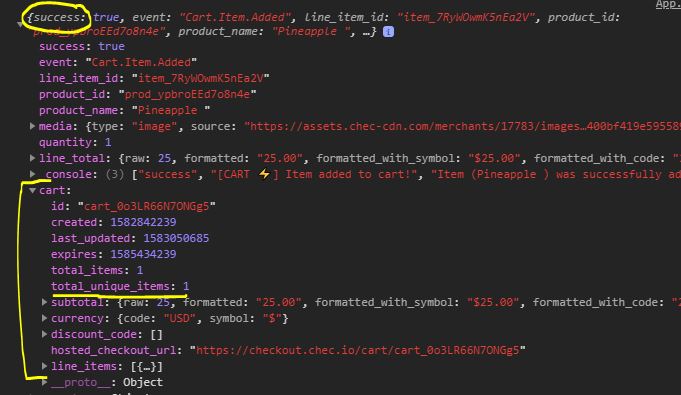 App.
{success: true, event: "Cart.Item.Added", line_item_id: "item_7RyWOwmK5nEa2V", product_id:
"prod_ypbroEEd7o8n4e", product_name: "Pineapple ", …} i
success: true
event: "Cart.Item.Added"
line_item_id: "item_7RyWOwmK5nEa2V"
product_id: "prod_ypbroEEd7o8n4e"
product_name: "Pineapple "
media: {type: "image", source: "https://assets.chec-cdn.com/merchants/17783/images…400bf419e595589
quantity: 1
line_total: {raw: 25, formatted: "25.00", formatted_with_symbol: "$25.00", formatted_with_code: "
_console: (3) ["success", "[CART ⚡] Item added to cart!", "Item (Pineapple ) was successfully ad
cart:
id: "cart_0o3LR66N7ONGg5"
created: 1582842239
last_updated: 1583050685
expires: 1585434239
total_items: 1
total_unique_items: 1
subtotal: {raw: 25, formatted: "25.00", formatted_with_symbol: "$25.00", formatted_with_code: "2
currency: {code: "USD", symbol: "$"}
discount_code: []
hosted_checkout_url: "https://checkout.chec.io/cart/cart_0o3LR66N7ONGg5"
line_items: [{…}]
__proto__: Object